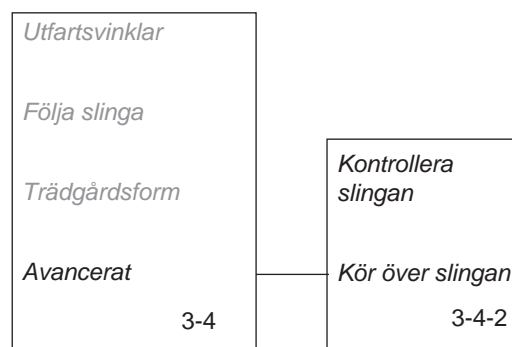 Utfartsvinklar
Följa slinga
Trädgårdsform
Avancerat
3-4
Kontrollera
slingan
Kör över slingan
3-4-2